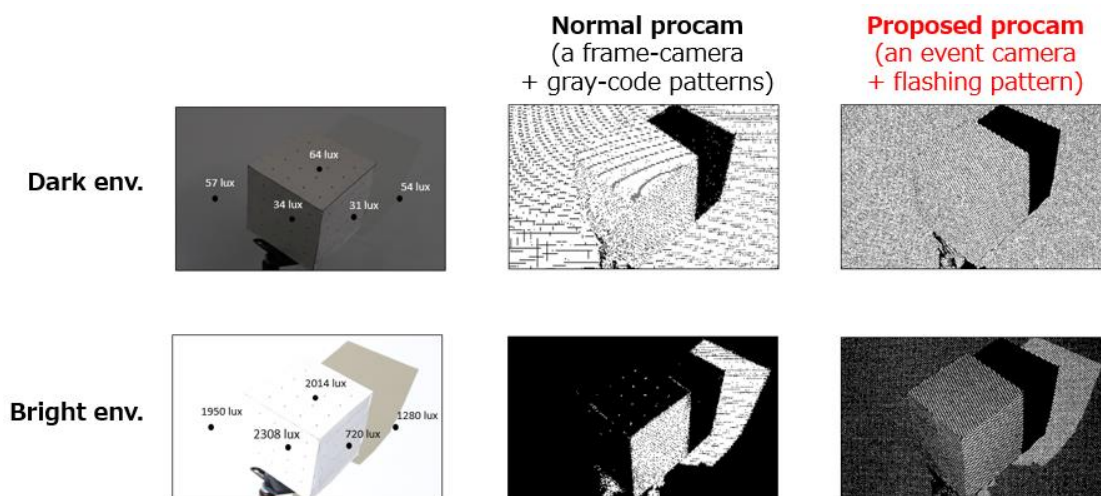 Normal procam
(a frame-camera
+ gray-code patterns)
Proposed procam
(an event camera
+ flashing pattern)
Dark env.
64 lux
57 lux
54 lux
34 lux
31 lux
Bright env.
2014 lux
1950 lux
1280 lux
2308 lux
720 lux